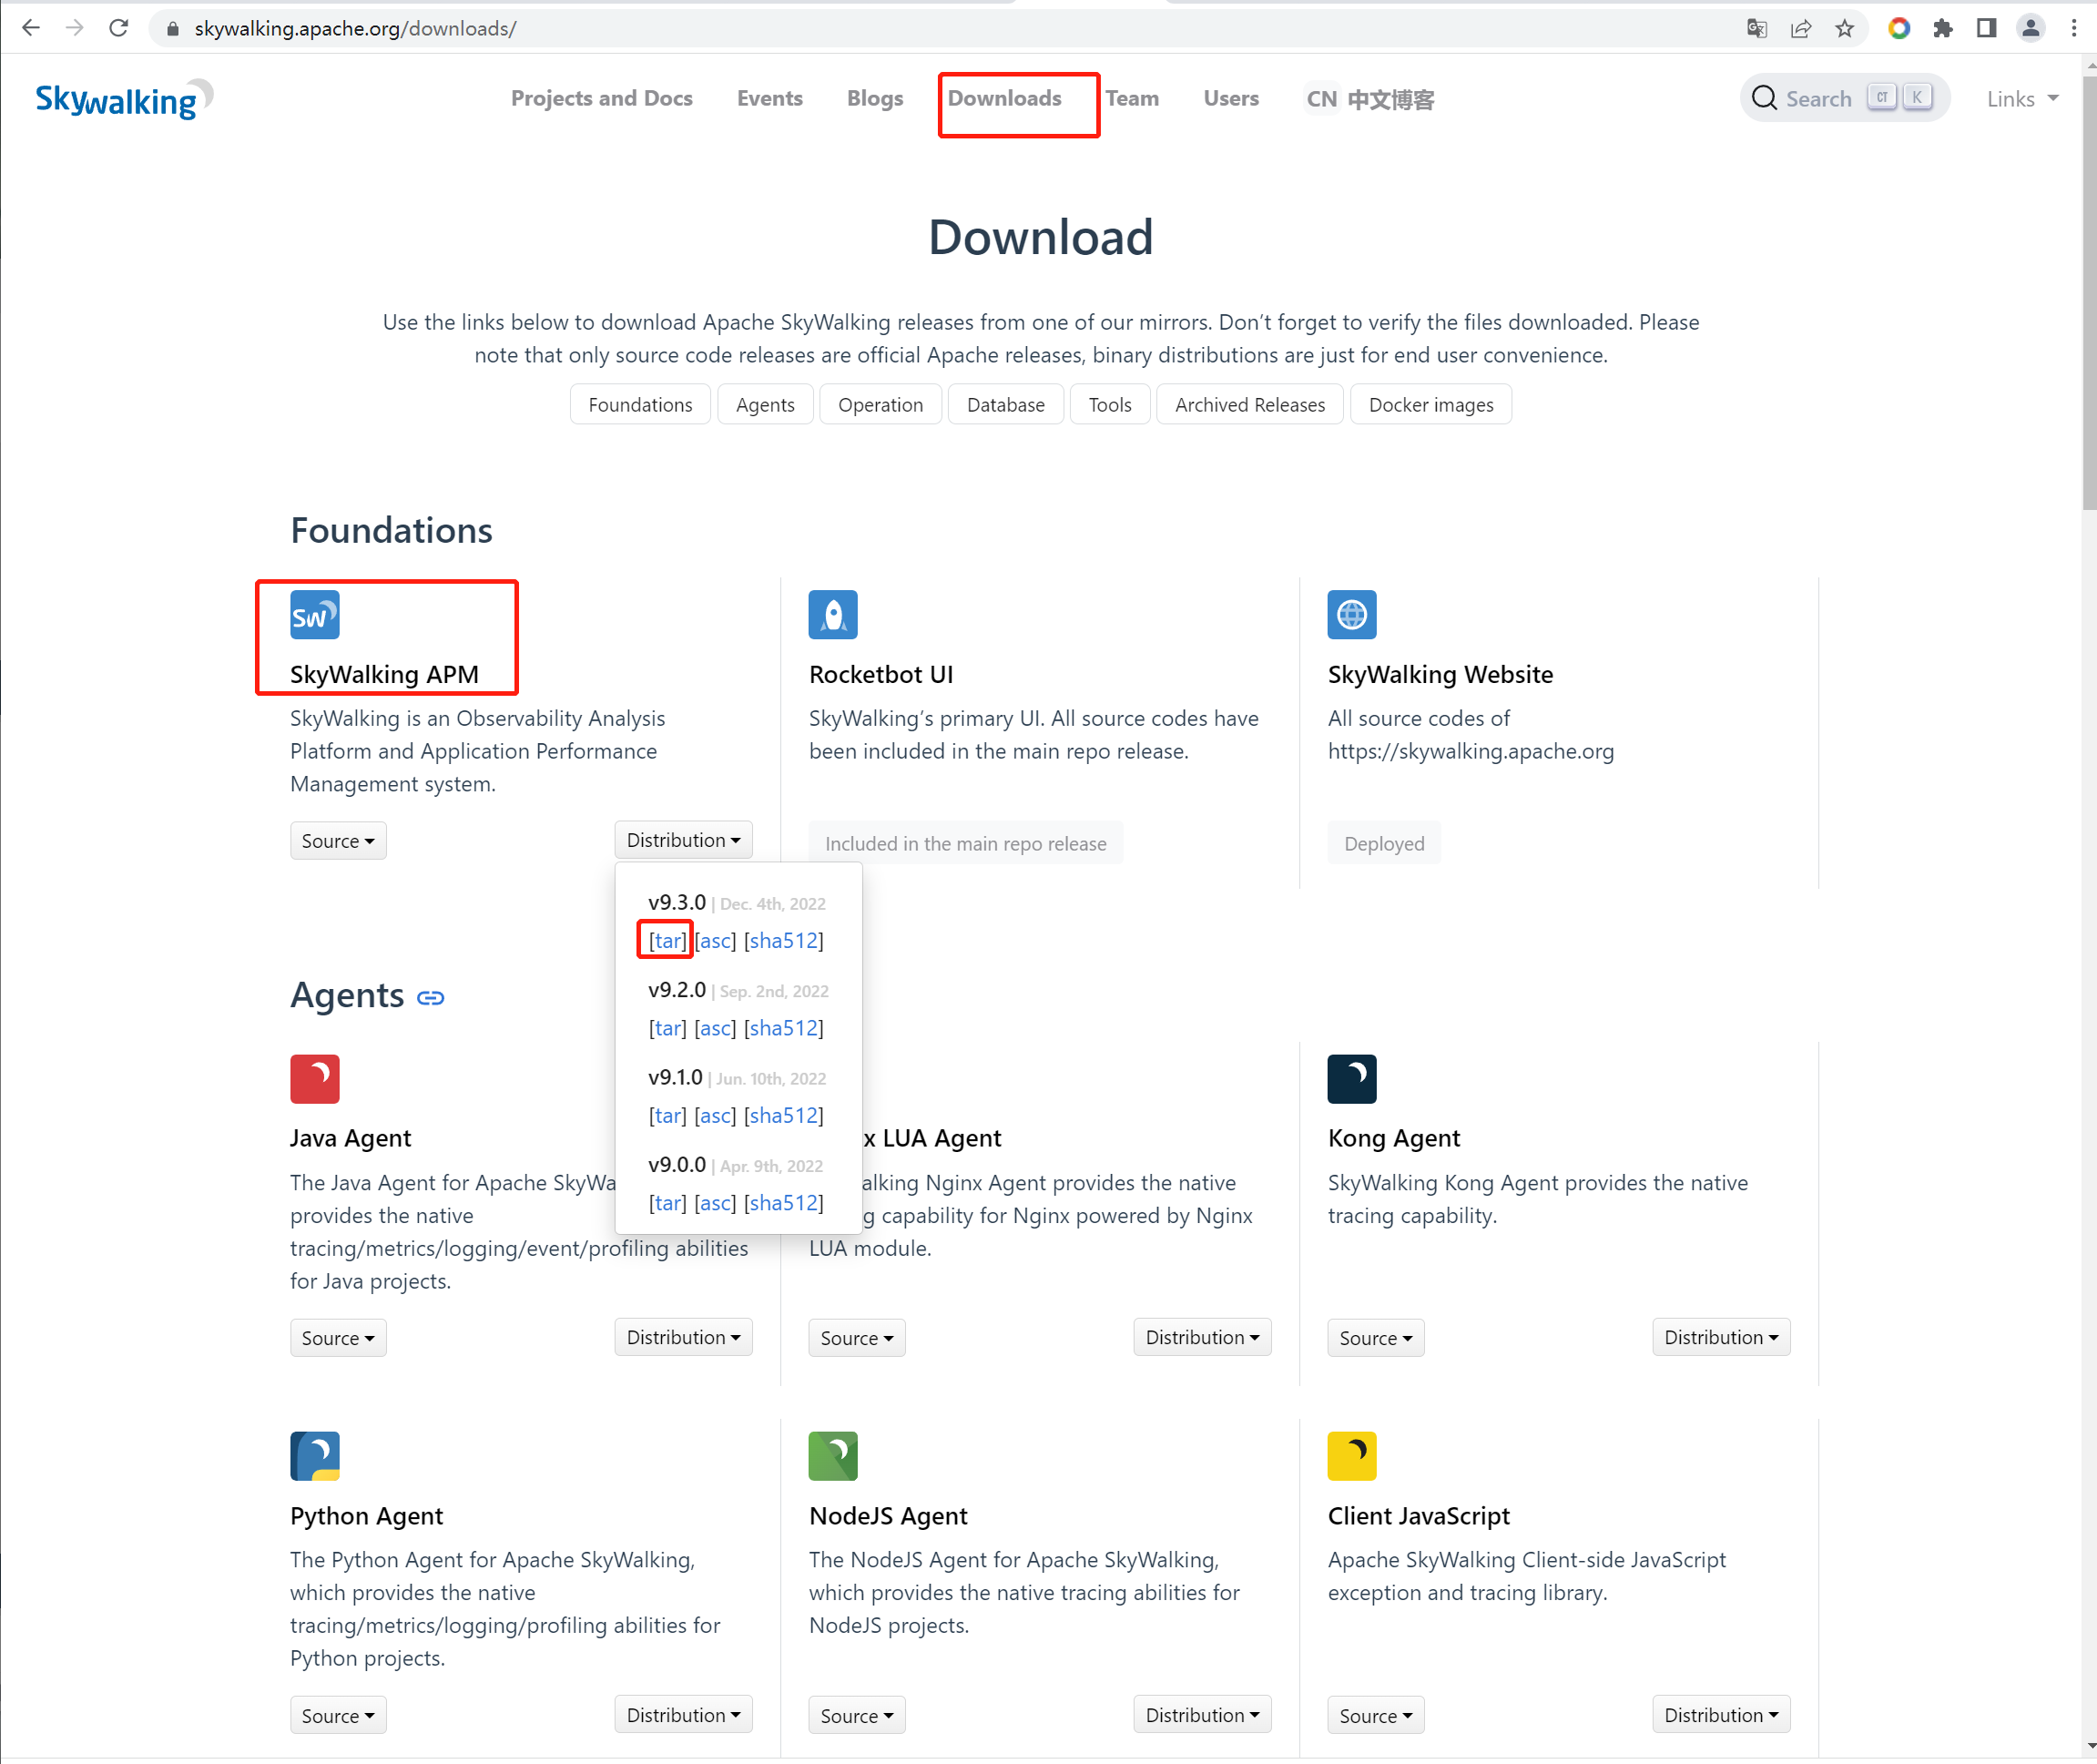 skywalking.apache.org/downloads/
Skywalking
Projects and Docs
Events
Blogs
Downloads
Team
Users
CN 中文博客
Search
K
Links
Download
Use the links below to download Apache SkyWalking releases from one of our mirrors. Don’t forget to verify the files downloaded. Please
note that only source code releases are official Apache releases, binary distributions are just for end user convenience.
Foundations
Agents
Operation
Database
Tools
Archived Releases
Docker images
Foundations
SW
SkyWalking APM
SkyWalking is an Observability Analysis
Platform and Application Performance
Management system.
Source
Distribution
v9.3.0 | Dec. 4th, 2022
[tar] [asc] [sha512]
v9.2.0 | Sep. 2nd, 2022
[tar] [asc] [sha512]
v9.1.0 | Jun. 10th, 2022
[tar] [asc] [sha512]
v9.0.0 | Apr. 9th, 2022
[tar] [asc] [sha512]
Rocketbot UI
SkyWalking’s primary UI. All source codes have
been included in the main repo release.
Included in the main repo release
SkyWalking Website
All source codes of
https://skywalking.apache.org
Deployed
Agents
Java Agent
The Java Agent for Apache SkyWa
provides the native
tracing/metrics/logging/event/profiling abilities
for Java projects.
Source
Distribution
x LUA Agent
alking Nginx Agent provides the native
g capability for Nginx powered by Nginx
LUA module.
Source
Distribution
Kong Agent
SkyWalking Kong Agent provides the native
tracing capability.
Source
Distribution
Python Agent
The Python Agent for Apache SkyWalking,
which provides the native
tracing/metrics/logging/profiling abilities for
Python projects.
Source
Distribution
NodeJS Agent
The NodeJS Agent for Apache SkyWalking,
which provides the native tracing abilities for
NodeJS projects.
Source
Distribution
Client JavaScript
Apache SkyWalking Client-side JavaScript
exception and tracing library.
Source
Distribution